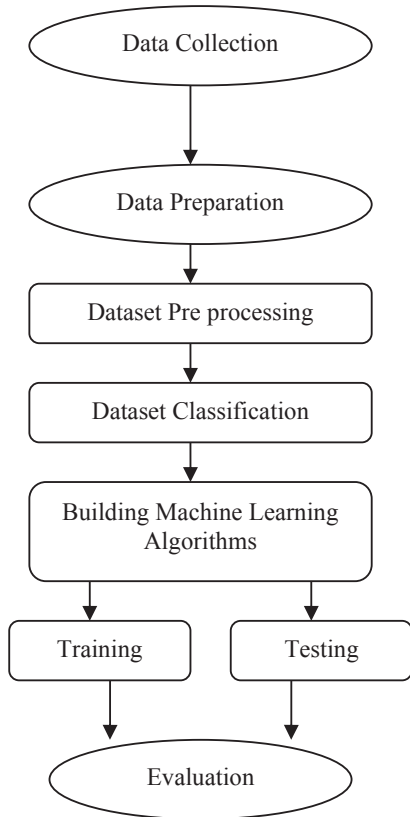 Data Collection
Data Preparation
Dataset Pre processing
Dataset Classification
Building Machine Learning
Algorithms
Training
Testing
Evaluation